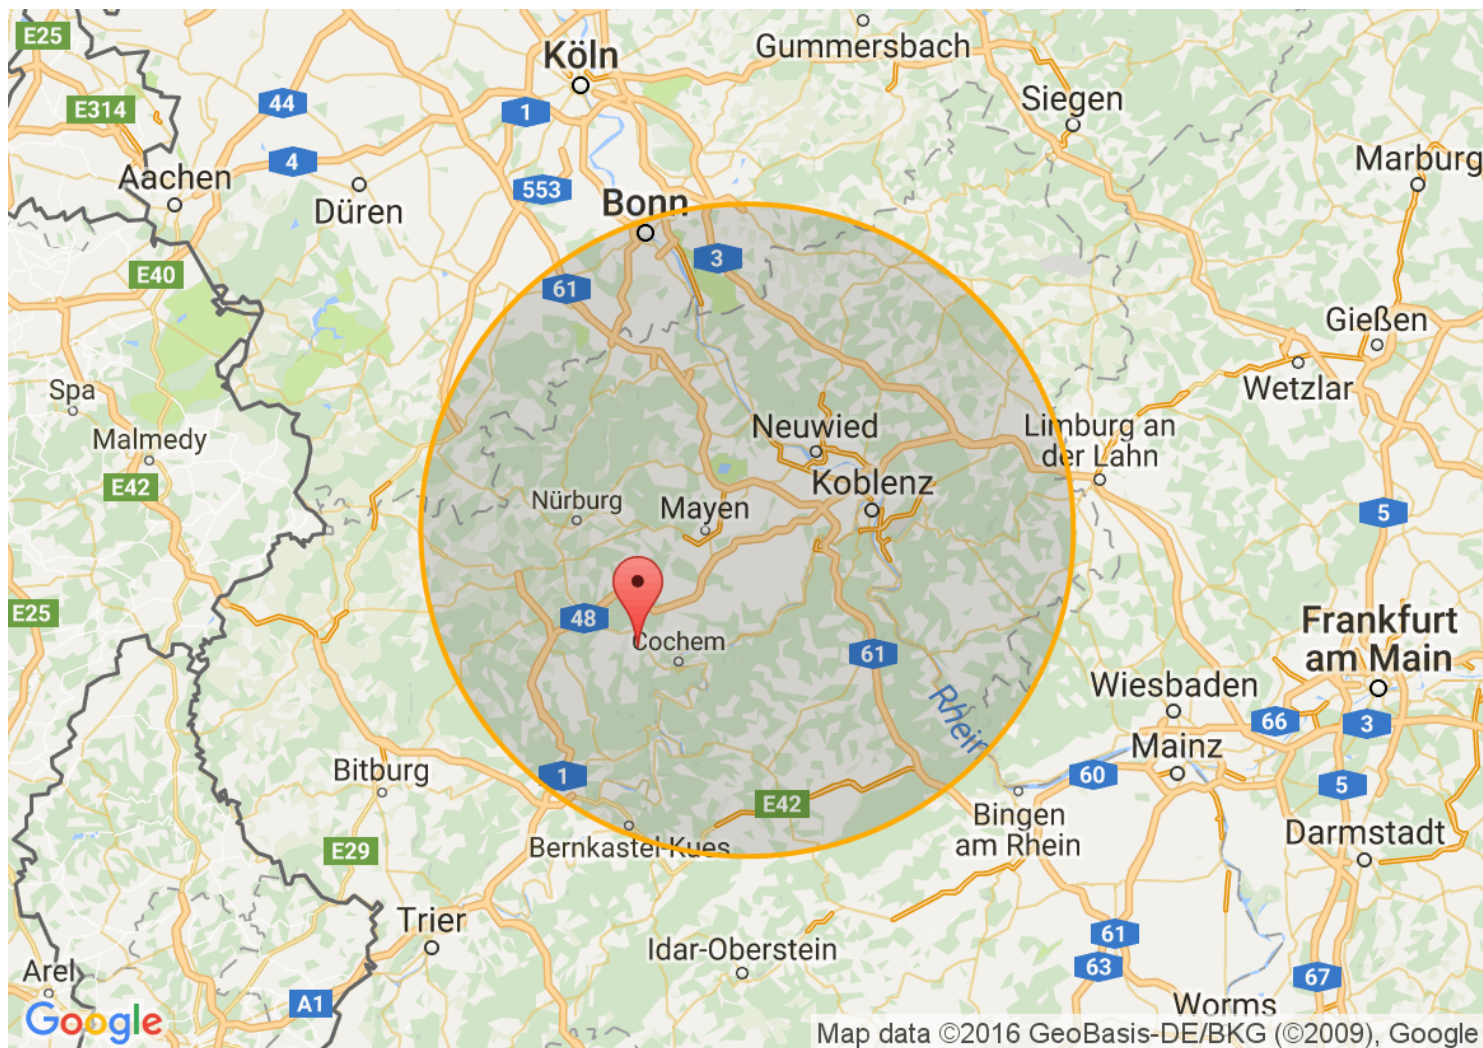 E25
Köln
Gummersbach
E314
44
1
Siegen
4
Aachen
553
Marburg
Düren
Bonn
E40
3
61
Gießen
Spa
Wetzlar
Malmedy
Neuwied
Limburg an
der Lahn
E42
Nürburg
Mayen
Koblenz
5
E25
48
Cochem
61
Frankfurt
am Main
Wiesbaden
Rhein
66
3
Mainz
Bitburg
1
60
5
E42
Bingen
am Rhein
Darmstadt
E29
Bernkastel-Kues
Trier
61
Idar-Oberstein
63
67
Arel
A1
Worms
Google
Map data ©2016 GeoBasis-DE/BKG (©2009), Google